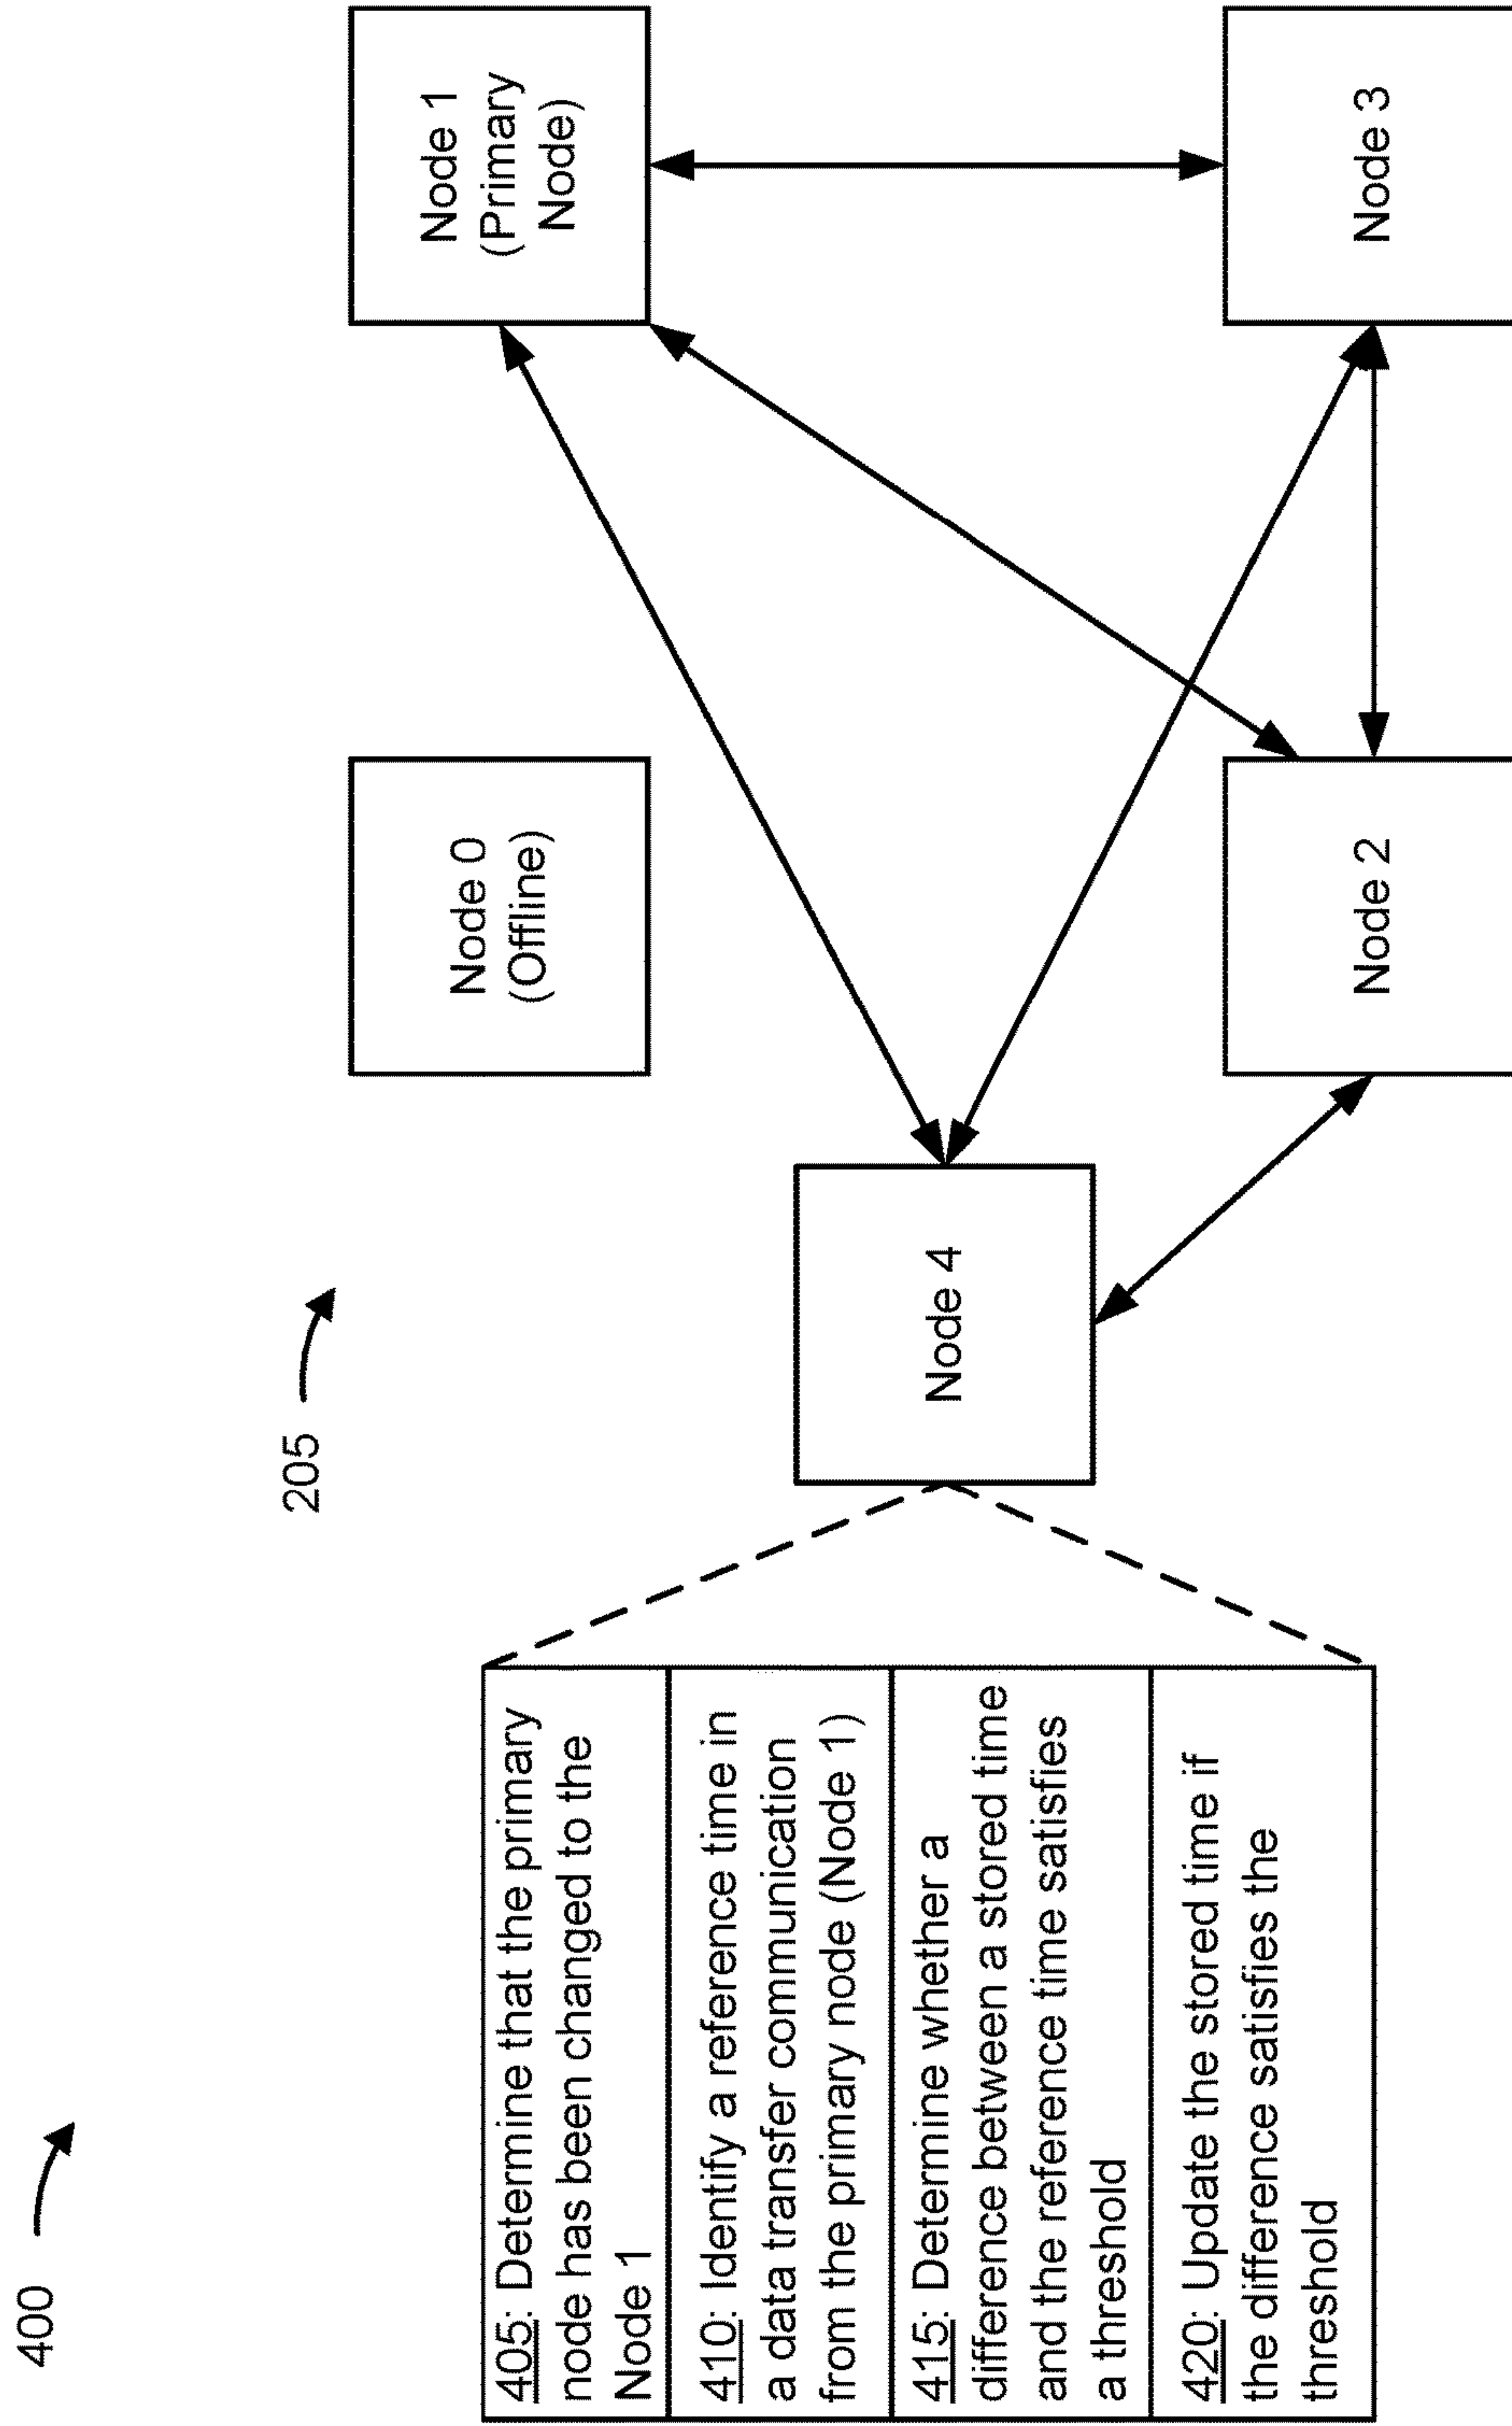 400
205
405: Determine that the primary
node has been changed to the
Node 1
410: Identify a reference time in
a data transfer communication
from the primary node (Node 1)
415: Determine whether a
difference between a stored time
and the reference time satisfies
a threshold
420: Update the stored time if
the difference satisfies the
threshold
Node 4
Node 0
(Offline)
Node 1
(Primary
Node)
Node 2
Node 3